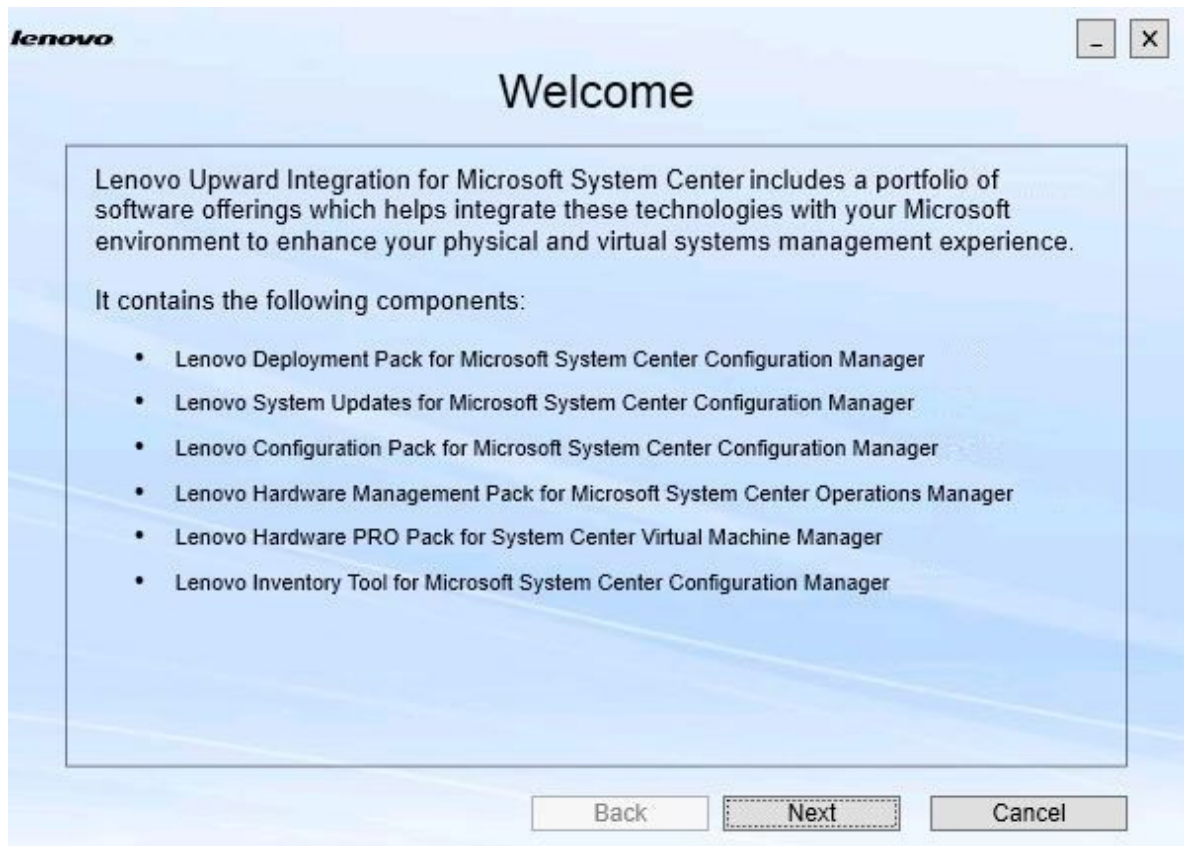 lenovo
_ X
Welcome
Lenovo Upward Integration for Microsoft System Center includes a portfolio of
software offerings which helps integrate these technologies with your Microsoft
environment to enhance your physical and virtual systems management experience.
It contains the following components:
• Lenovo Deployment Pack for Microsoft System Center Configuration Manager
• Lenovo System Updates for Microsoft System Center Configuration Manager
• Lenovo Configuration Pack for Microsoft System Center Configuration Manager
• Lenovo Hardware Management Pack for Microsoft System Center Operations Manager
• Lenovo Hardware PRO Pack for System Center Virtual Machine Manager
• Lenovo Inventory Tool for Microsoft System Center Configuration Manager
Back Next Cancel